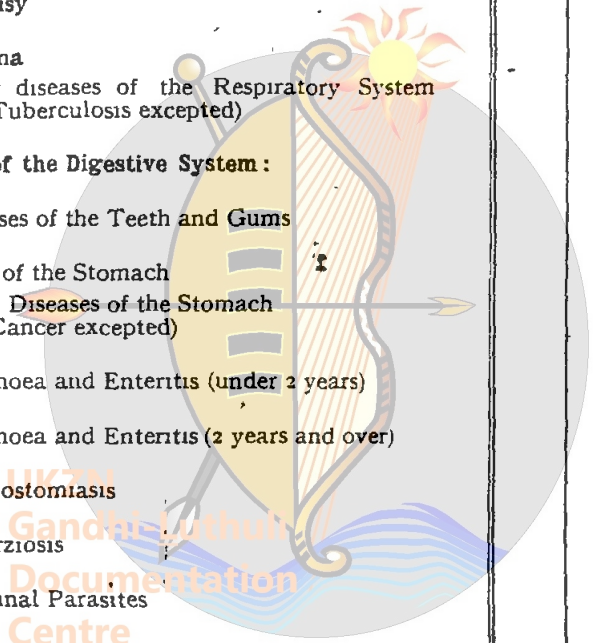 sy
na
diseases of the Respiratory System
Tuberculosis excepted)
of the Digestive System:
ses of the Teeth and Gums
of the Stomach
Diseases of the Stomach
Cancer excepted)
hoea and Enteritis (under 2 years)
hoea and Enteritis (2 years and over)
ostomiasis
rziosis
nal Parasites
UKZN
Gandhi-Luthuli
Documentation
Centre